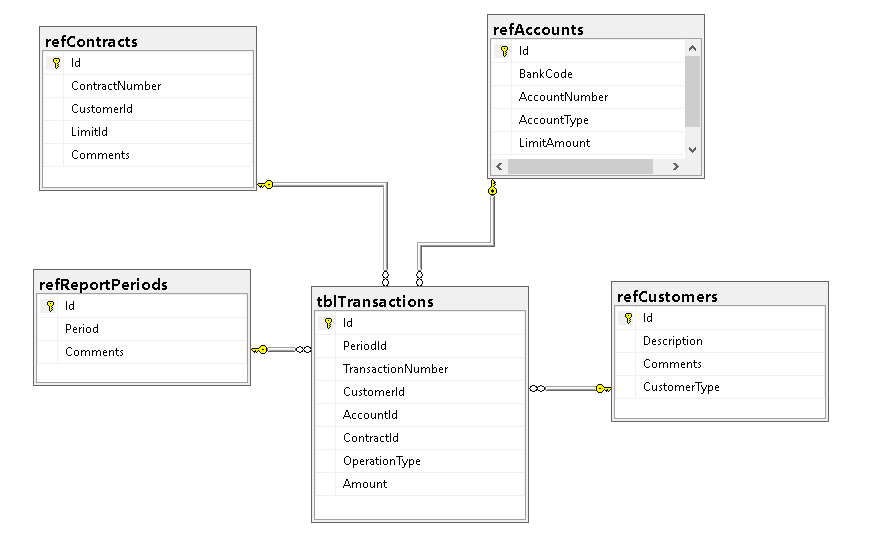 refContracts
Id
ContractNumber
CustomerId
LimitId
Comments
refAccounts
Id
BankCode
AccountNumber
AccountType
LimitAmount
refReportPeriods
Id
Period
Comments
tblTransactions
Id
PeriodId
TransactionNumber
CustomerId
AccountId
ContractId
OperationType
Amount
refCustomers
Id
Description
Comments
CustomerType